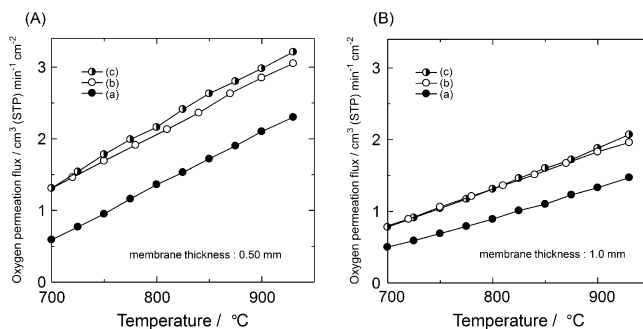 (A)
Oxygen permeation flux / cm³ (STP) min⁻¹ cm⁻²
3
2
1
0
(c)
(b)
(a)
membrane thickness : 0.50 mm
700
800
900
Temperature / °C
(B)
Oxygen permeation flux / cm³ (STP) min⁻¹ cm⁻²
3
2
1
0
(c)
(b)
(a)
membrane thickness : 1.0 mm
700
800
900
Temperature / °C